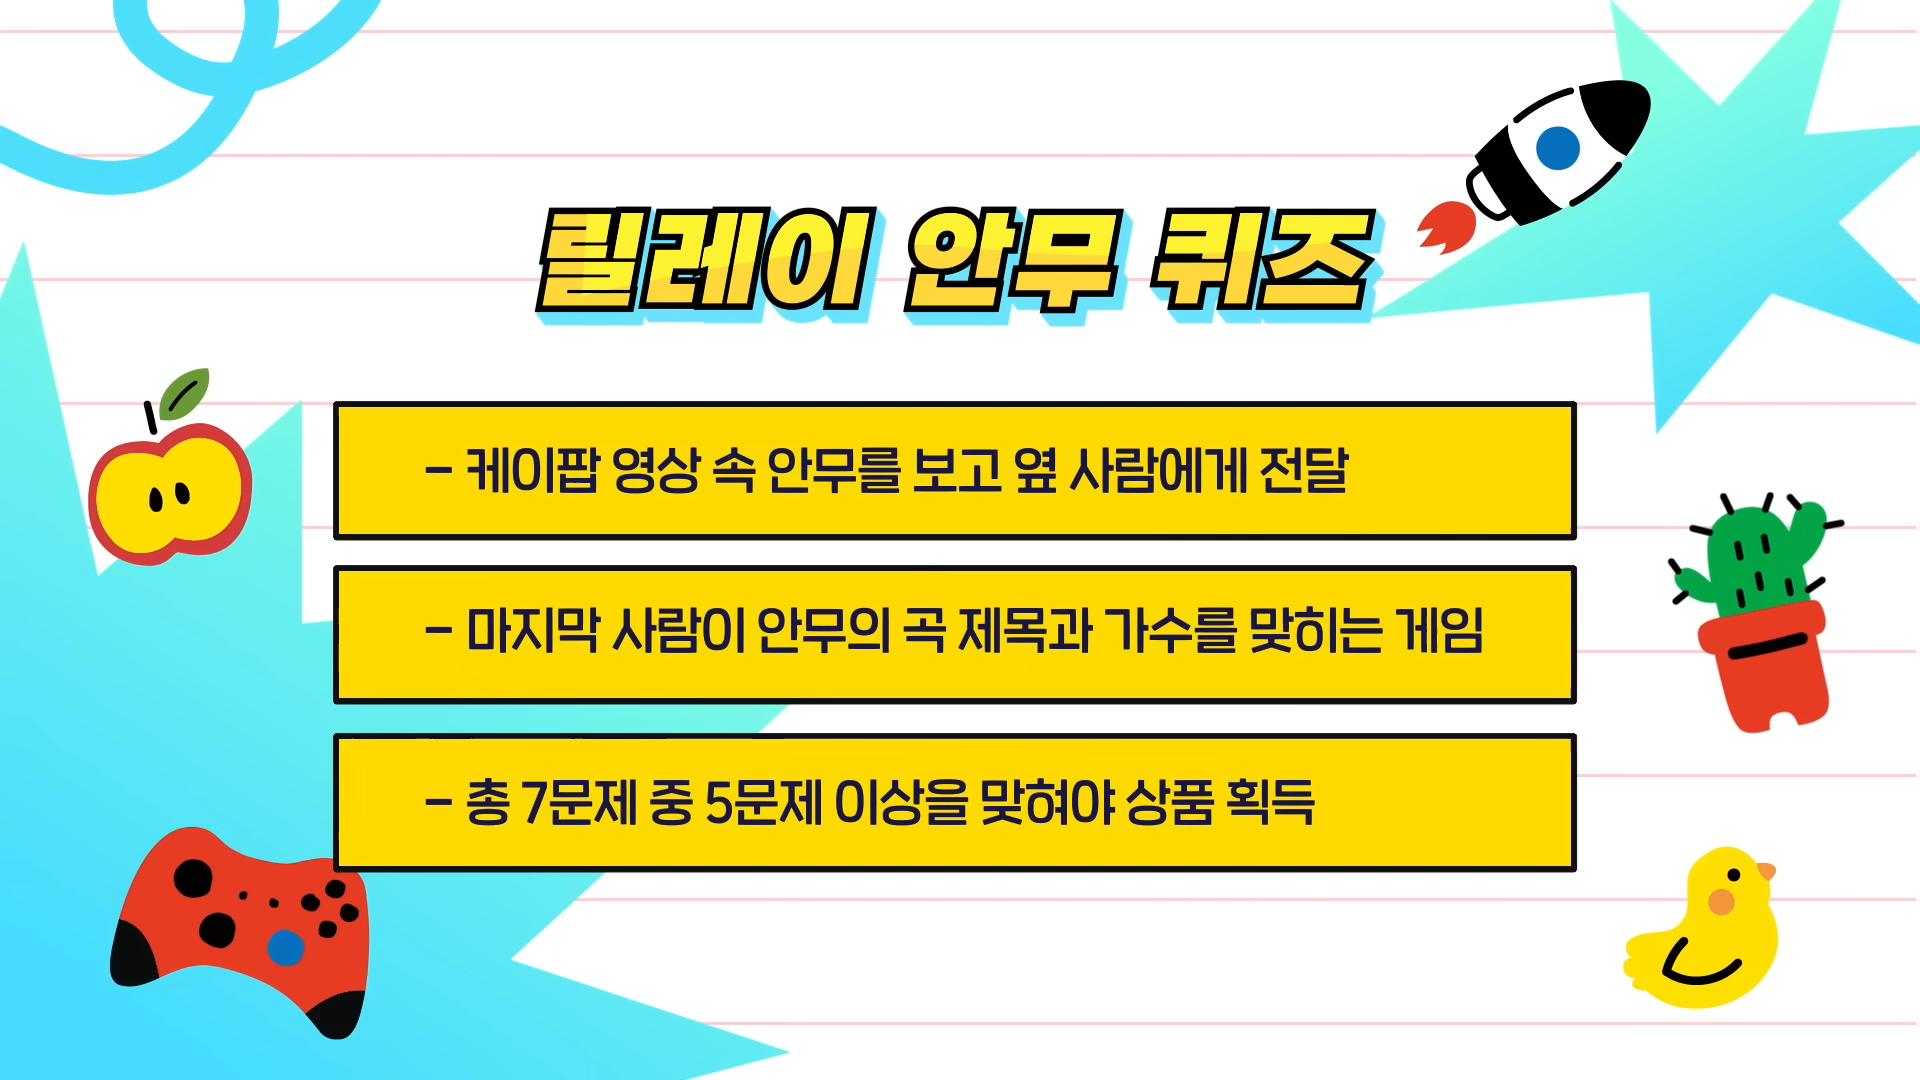 릴레이 안무 퀴즈
- 케이팝 영상 속 안무를 보고 옆 사람에게 전달
- 마지막 사람이 안무의 곡 제목과 가수를 맞히는 게임
- 총 7문제 중 5문제 이상을 맞혀야 상품 획득